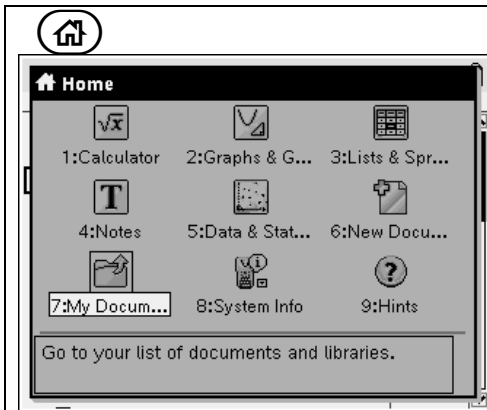 Home
√x
1:Calculator 2:Graphs & G... 3:Lists & Spr...
T
4:Notes 5:Data & Stat... 6:New Docu...
7:My Docum... 8:System Info 9:Hints
Go to your list of documents and libraries.